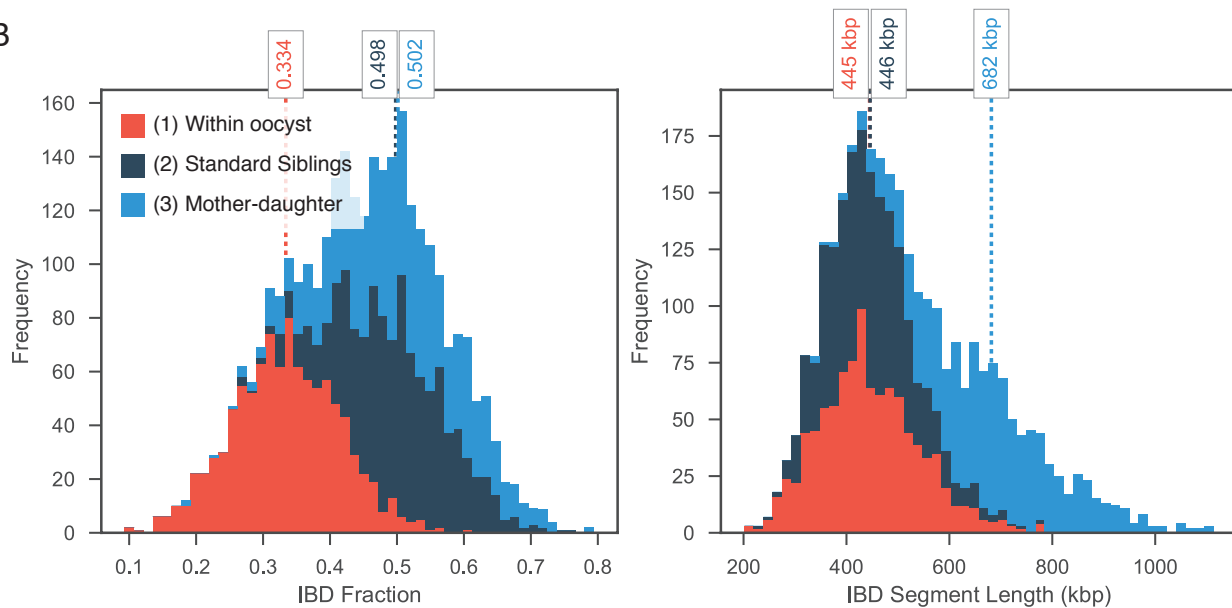 B
0.334
0.498
0.502
(1) Within oocyst
(2) Standard Siblings
(3) Mother-daughter
Frequency
160
140
120
100
80
60
40
20
0
0.1 0.2 0.3 0.4 0.5 0.6 0.7 0.8
IBD Fraction
445 kbp
446 kbp
682 kbp
Frequency
175
150
125
100
75
50
25
0
200 400 600 800 1000
IBD Segment Length (kbp)